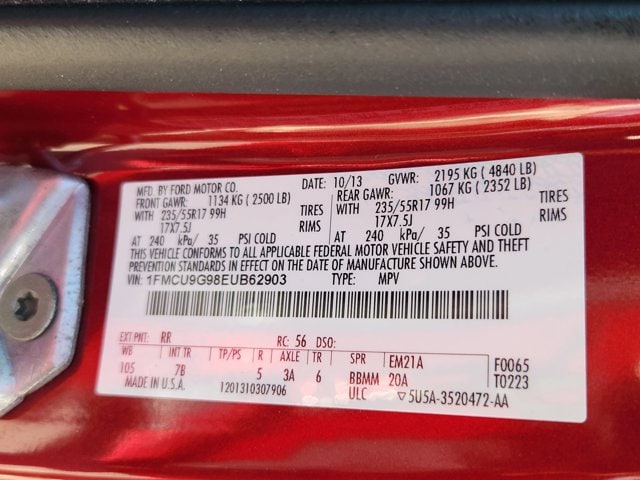 MFD. BY FORD MOTOR CO. DATE: 10/13 GVWR: 2195 KG ( 4840 LB)
FRONT GAWR: 1134 KG ( 2500 LB) REAR GAWR: 1067 KG ( 2352 LB)
WITH 235/55R17 99H TIRES WITH 235/55R17 99H TIRES
17X7.5J RIMS 17X7.5J RIMS
AT 240 kPa/ 35 PSI COLD AT 240 kPa/ 35 PSI COLD
THIS VEHICLE CONFORMS TO ALL APPLICABLE FEDERAL MOTOR VEHICLE SAFETY AND THEFT
PREVENTION STANDARDS IN EFFECT ON THE DATE OF MANUFACTURE SHOWN ABOVE.
VIN: 1FMCU9G98EUB62903 TYPE: MPV
EXT PNT: RR RC: 56 DSO:
WB INT TR TP/PS R AXLE TR SPR EM21A F0065
105 7B 5 3A 6 BBMM 20A T0223
MADE IN U.S.A. 1201310307906 ULC ▽5U5A-3520472-AA